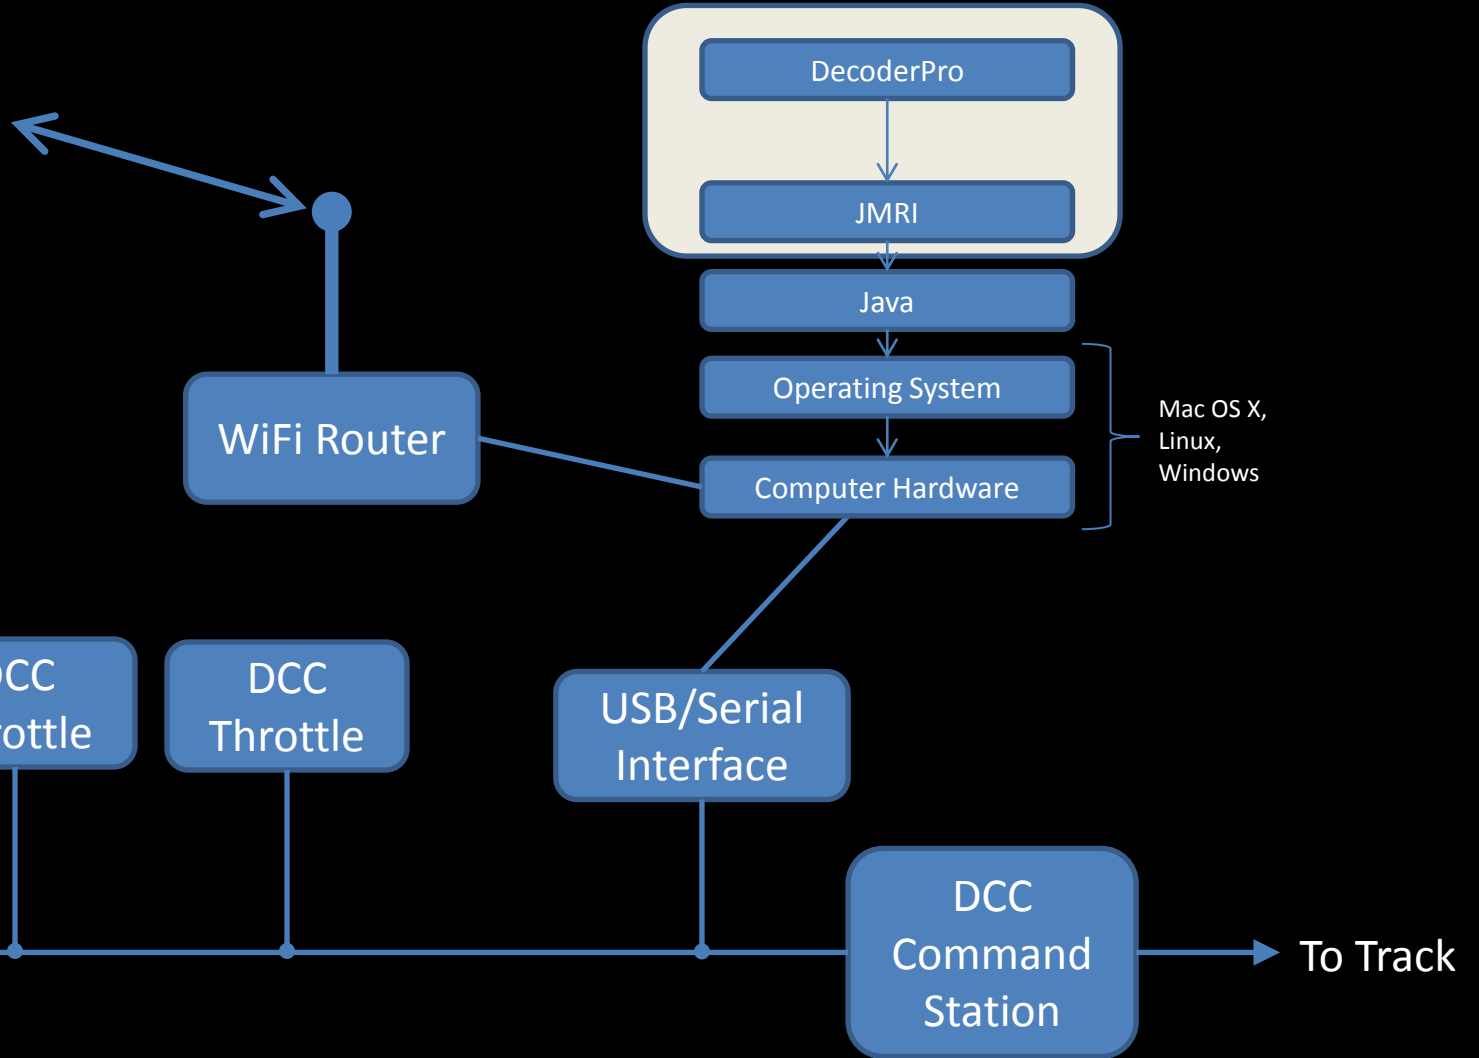 DecoderPro
JMRI
Java
Operating System
Mac OS X,
Linux,
Windows
WiFi Router
Computer Hardware
DCC
Throttle
USB/Serial
Interface
DCC
Command
Station
To Track